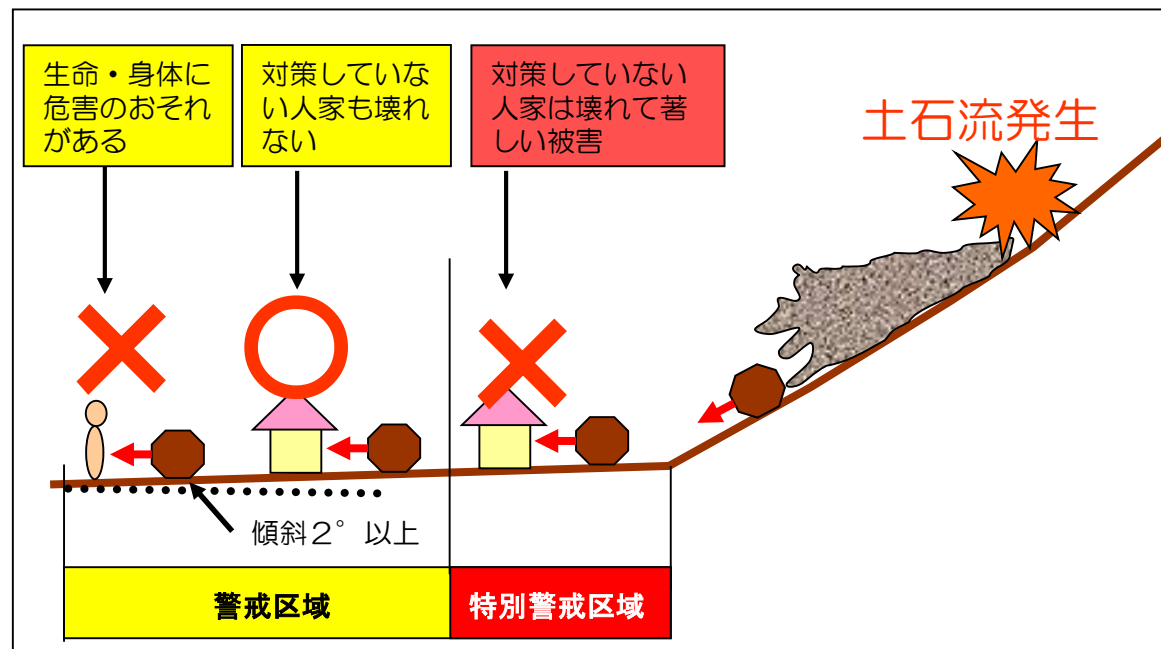 生命・身体に
危害のおそれ
がある
対策していな
い人家も壊れ
ない
対策していない
人家は壊れて著
しい被害
土石流発生
傾斜２°以上
警戒区域
特別警戒区域